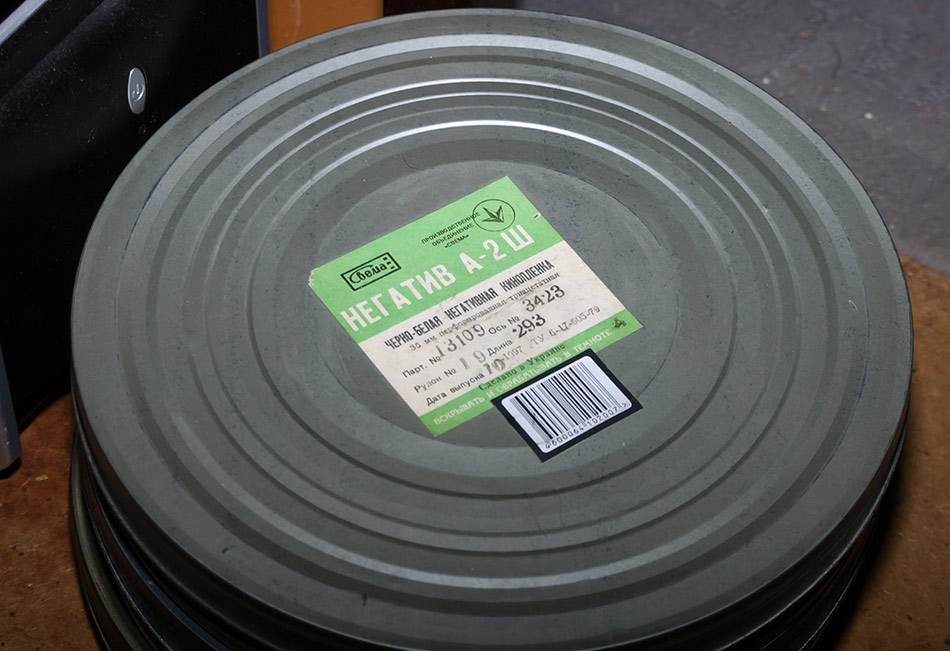 ПРОИЗВОДСТВЕННОЕ
ОБЪЕДИНЕНИЕ
«СВЕМА»
Свема
НЕГАТИВ А-2Ш
ЧЕРНО-БЕЛАЯ НЕГАТИВНАЯ КИНОПЛЕНКА
35 мм, перфорированная триацетатная
Парт. № 13109 Ось № 3423
Рулон № 19 Длина 293
Дата выпуска 10-1997 ТУ 6-17-605-79
Сделано в Украине
ВСКРЫВАТЬ И ОБРАБАТЫВАТЬ В ТЕМНОТЕ 4